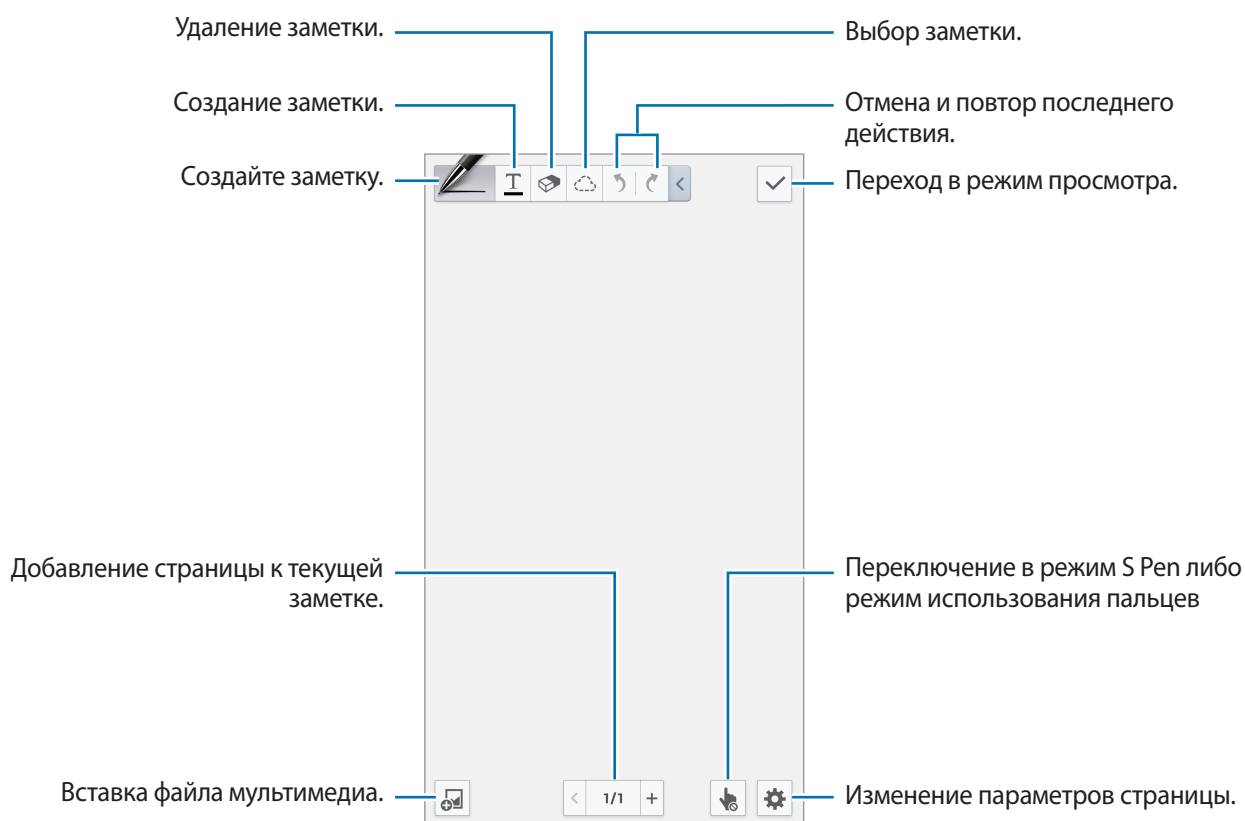 Удаление заметки.
Выбор заметки.
Создание заметки.
Отмена и повтор последнего
действия.
Создайте заметку.
T
Переход в режим просмотра.
Добавление страницы к текущей
заметке.
Переключение в режим S Pen либо
режим использования пальцев
Вставка файла мультимедиа.
1/1
Изменение параметров страницы.